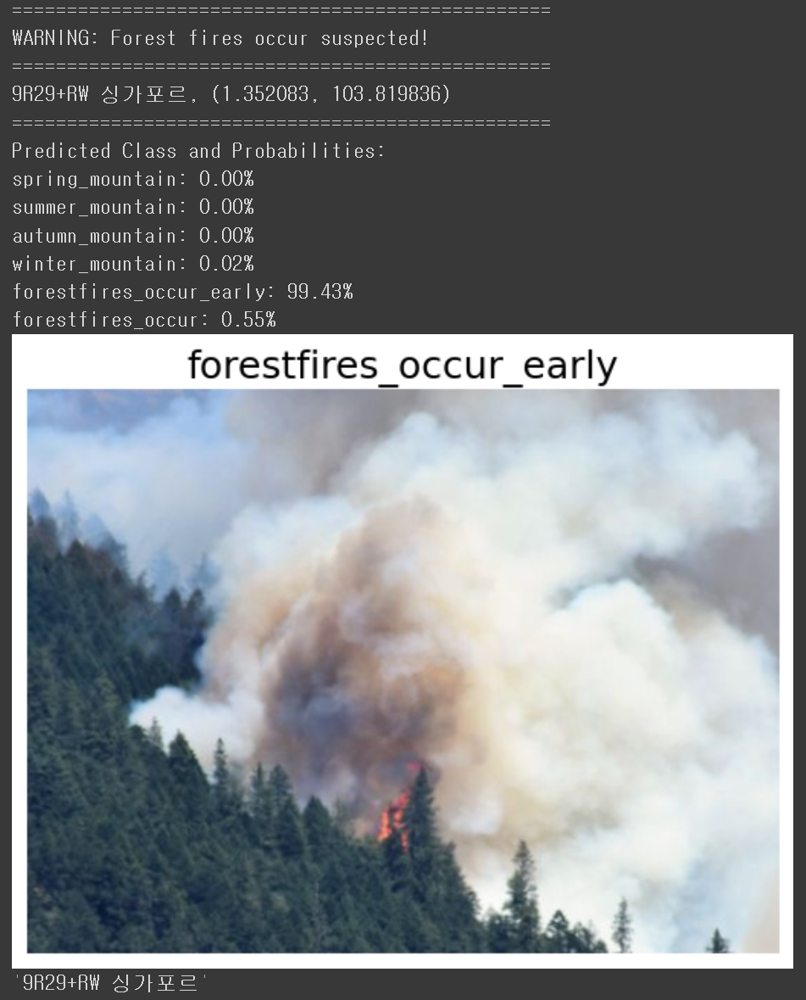 =================================================
WARNING: Forest fires occur suspected!
=================================================
9R29+RW 싱가포르, (1.352083, 103.819836)
=================================================
Predicted Class and Probabilities:
spring_mountain: 0.00%
summer_mountain: 0.00%
autumn_mountain: 0.00%
winter_mountain: 0.02%
forestfires_occur_early: 99.43%
forestfires_occur: 0.55%
forestfires_occur_early
'9R29+RW 싱가포르'